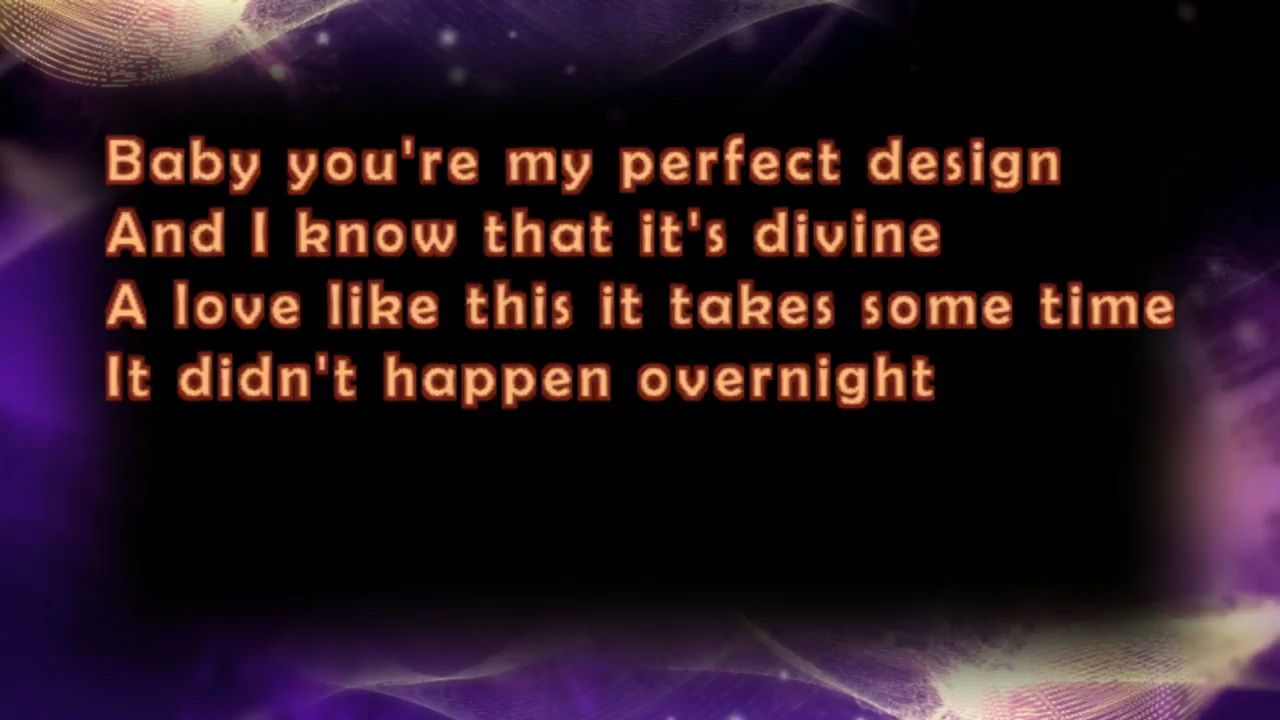 Baby you're my perfect design
And I know that it's divine
A love like this it takes some time
It didn't happen overnight